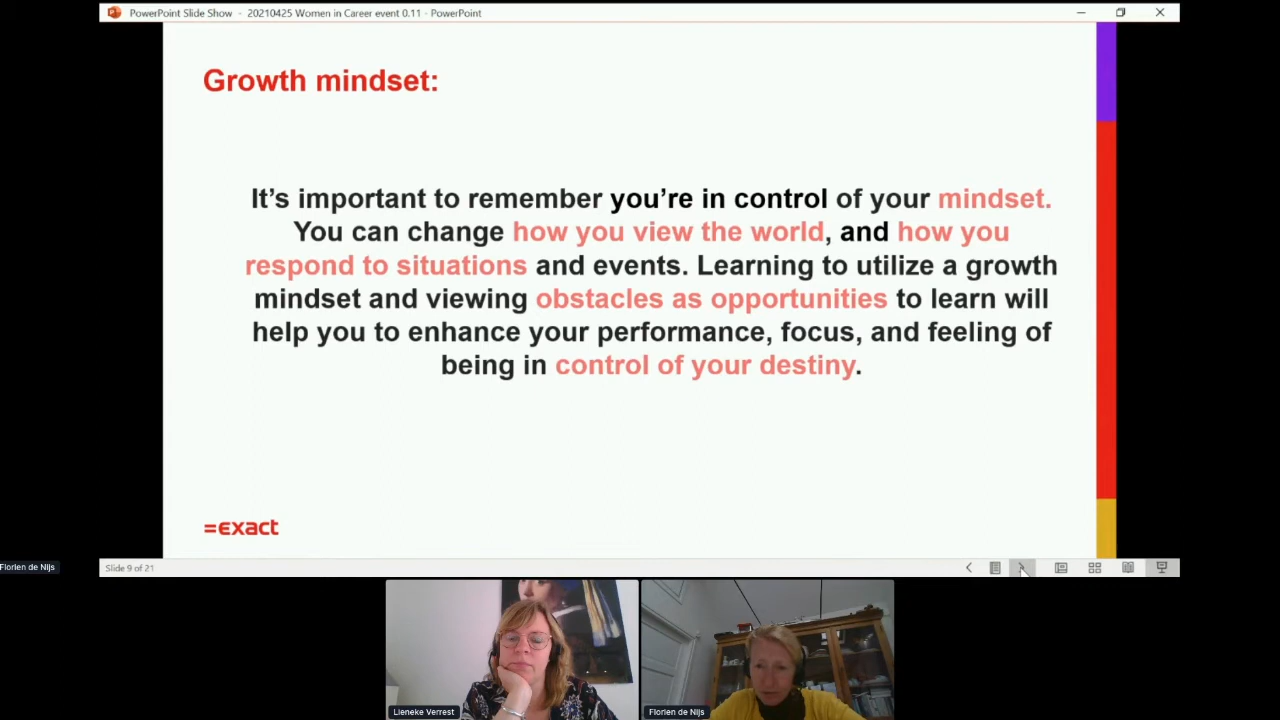 PowerPoint Slide Show - 20210425 Women in Career event 0.11 - PowerPoint
Growth mindset:
It’s important to remember you’re in control of your mindset.
You can change how you view the world, and how you
respond to situations and events. Learning to utilize a growth
mindset and viewing obstacles as opportunities to learn will
help you to enhance your performance, focus, and feeling of
being in control of your destiny.
=exact
Florien de Nijs
Slide 9 of 21
Lieneke Verrest
Florien de Nijs